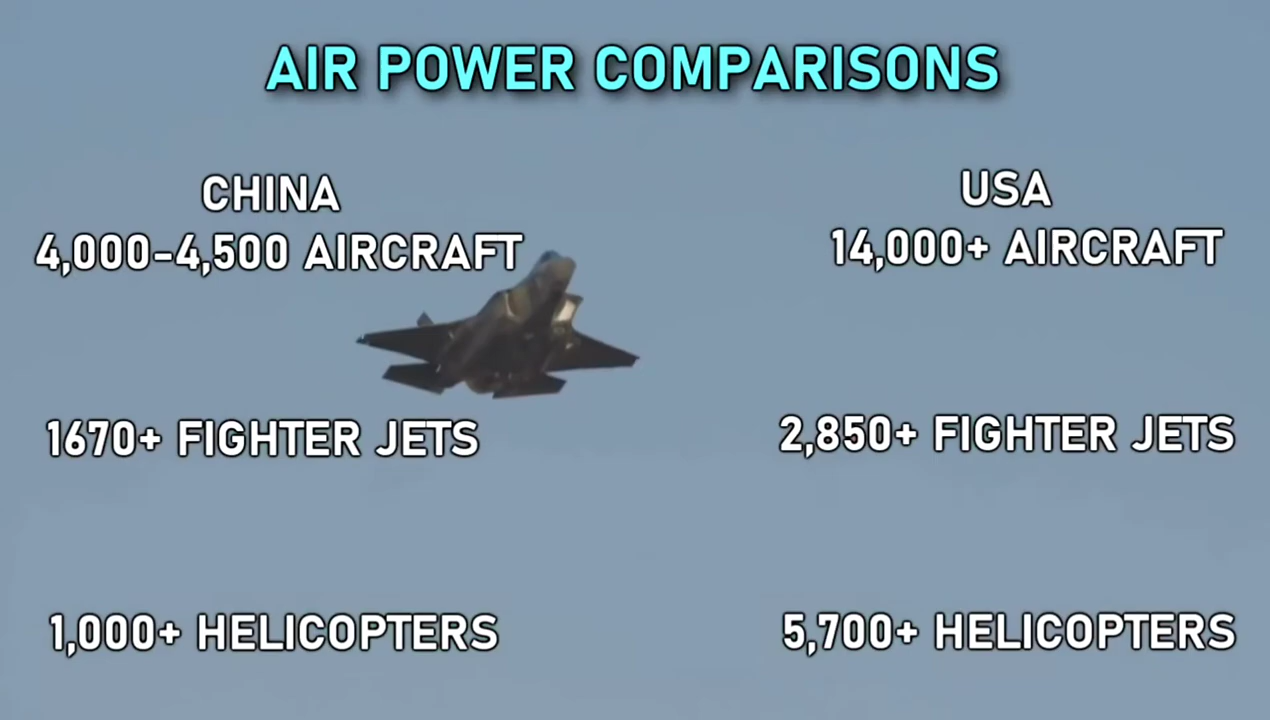 AIR POWER COMPARISONS
CHINA
4,000-4,500 AIRCRAFT
1670+ FIGHTER JETS
1,000+ HELICOPTERS
USA
14,000+ AIRCRAFT
2,850+ FIGHTER JETS
5,700+ HELICOPTERS